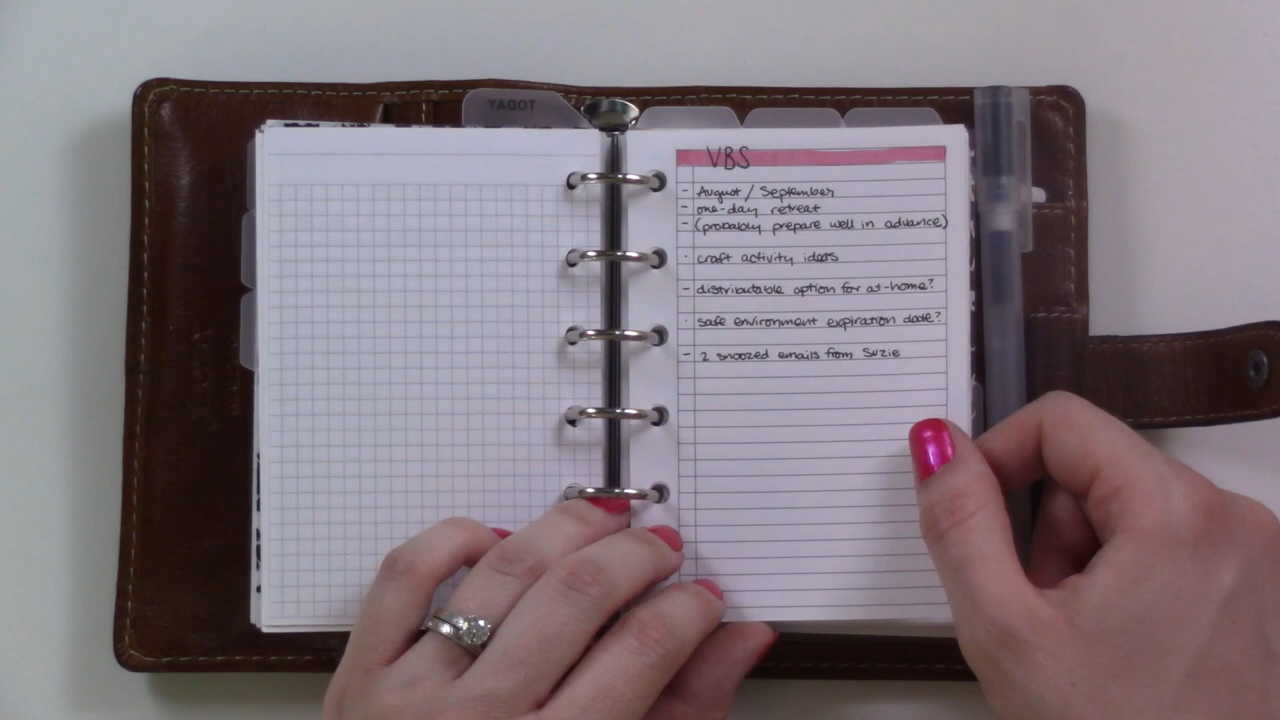 TODAY
VBS
- August / September
- one-day retreat
- (probably prepare well in advance)
· craft activity ideas
- distributable option for at-home?
· safe environment expiration date?
- 2 snoozed emails from Suzie